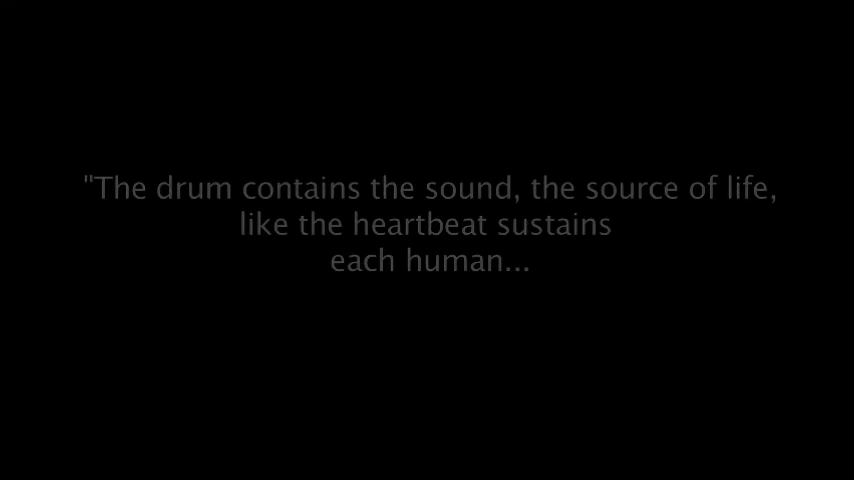 "The drum contains the sound, the source of life,
like the heartbeat sustains
each human...